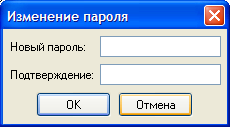 Изменение пароля
Новый пароль:
Подтверждение:
OK Отмена